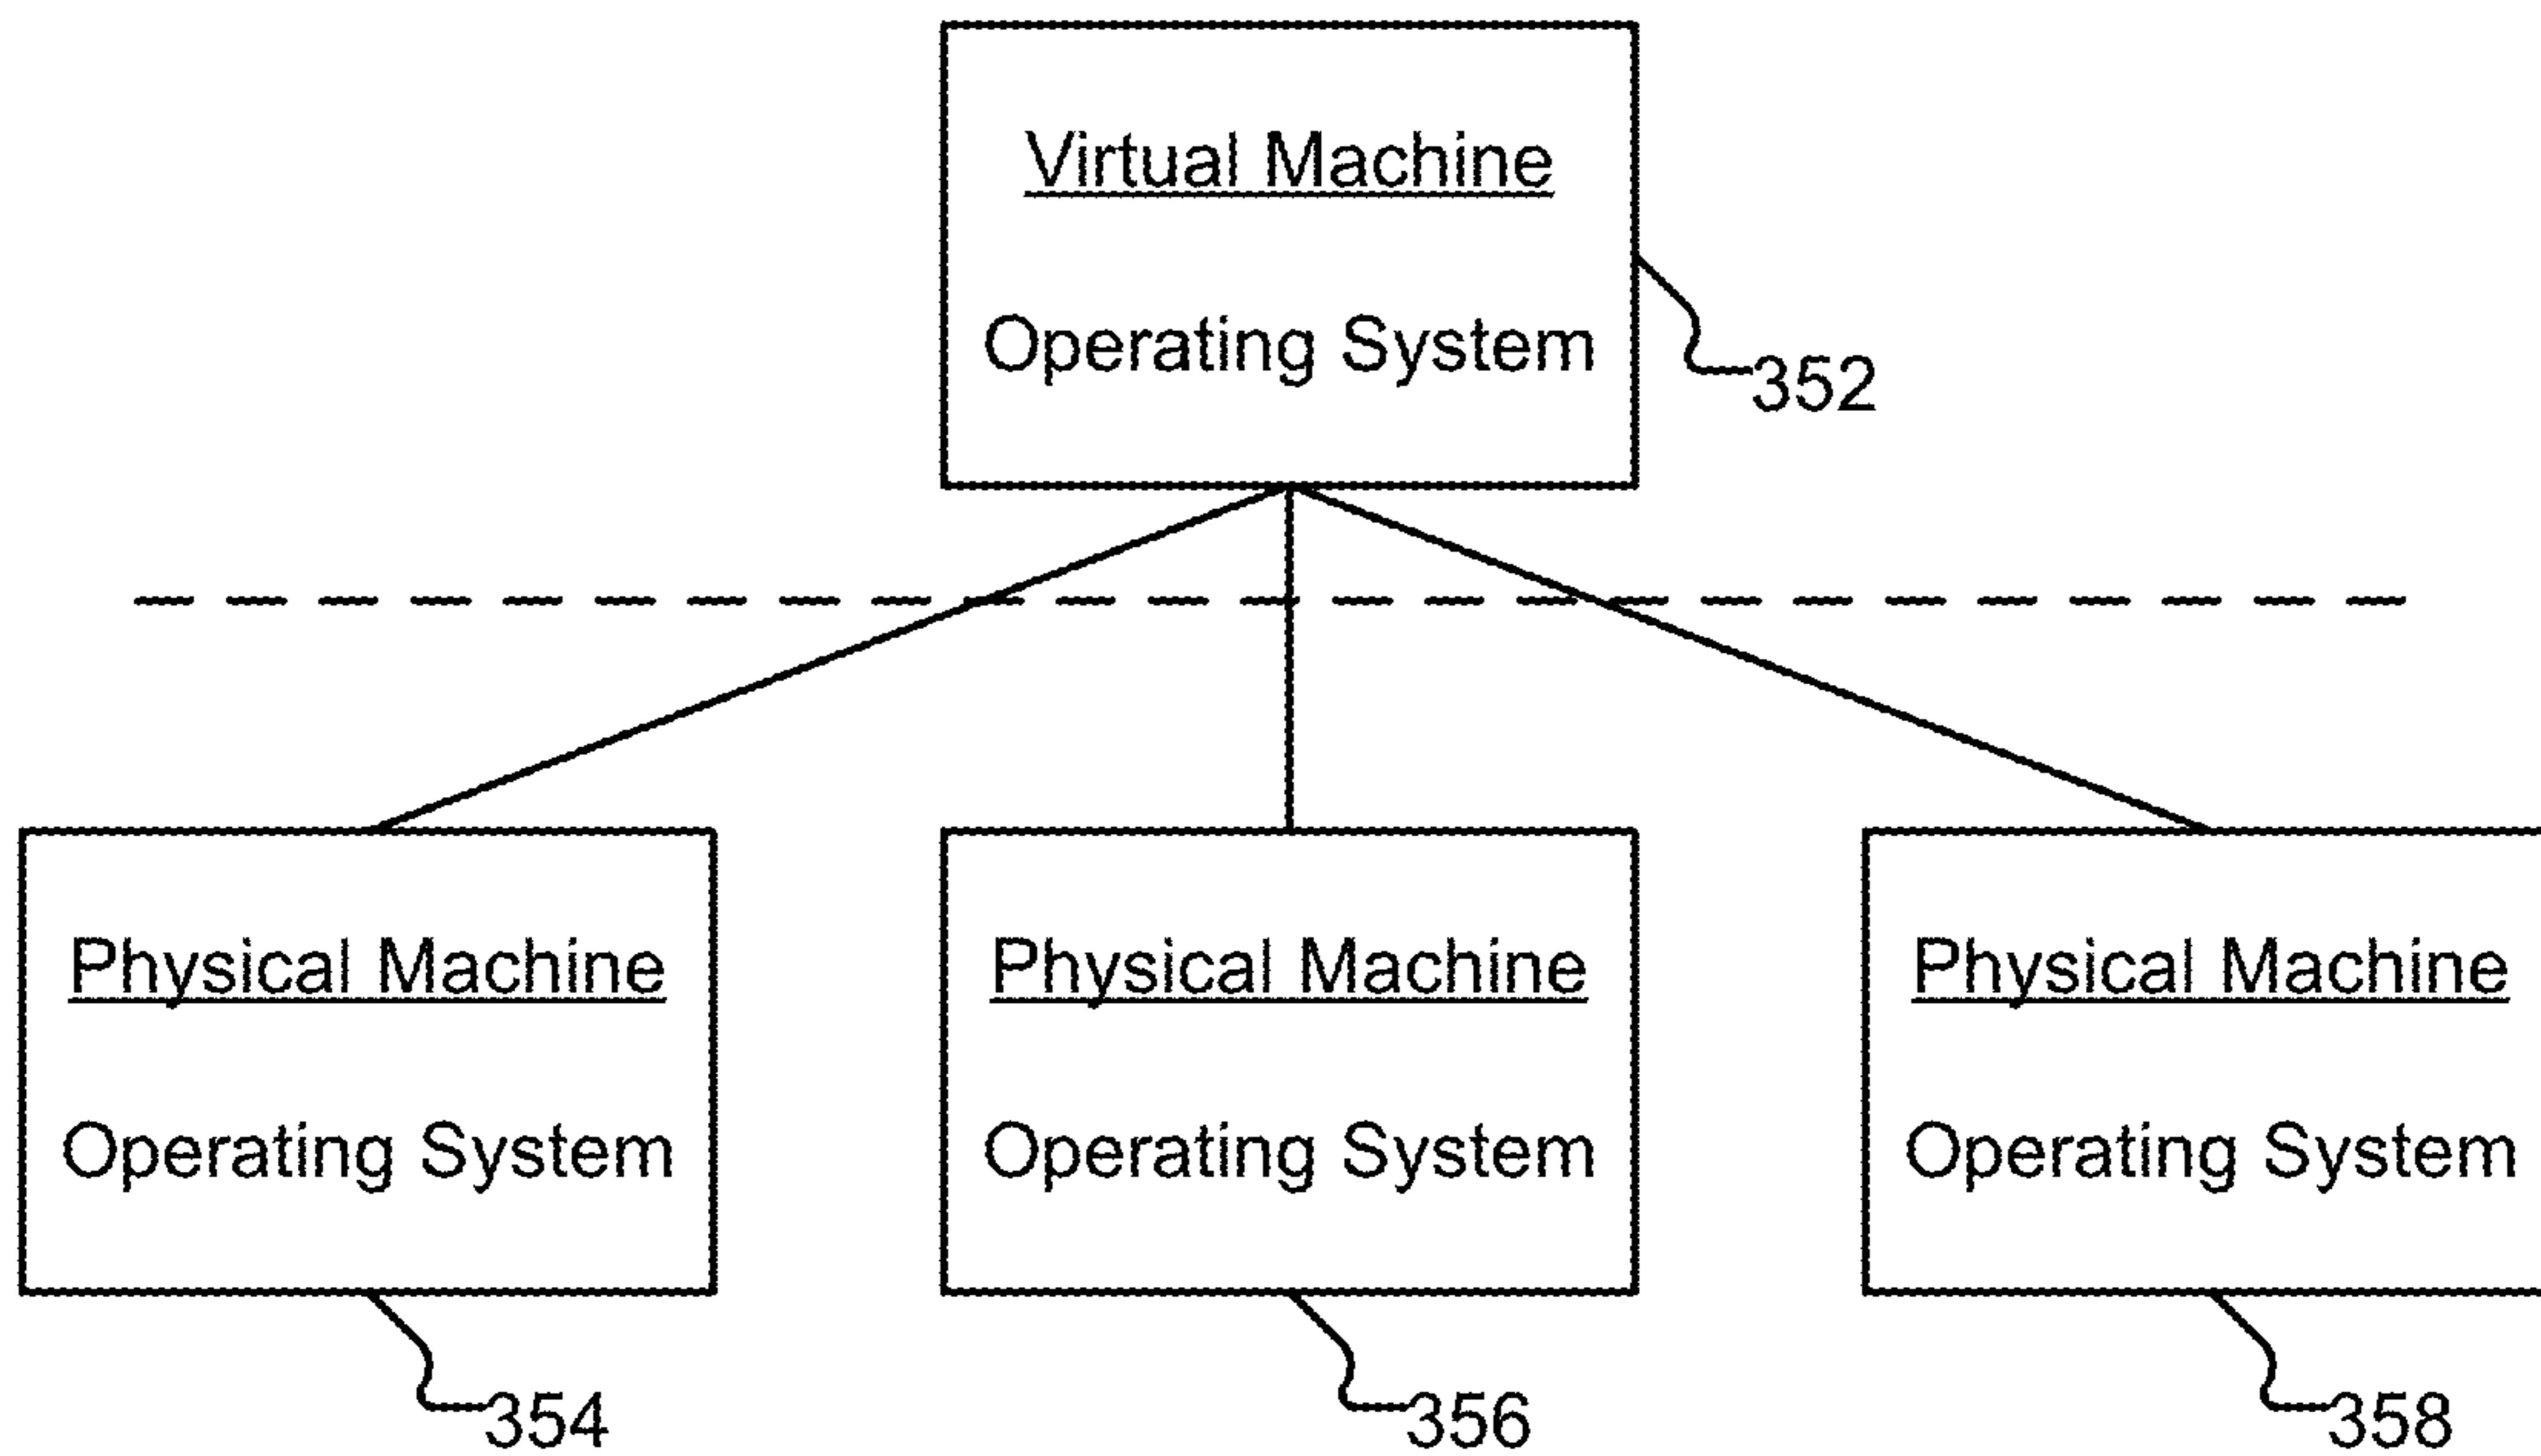 Virtual Machine
Operating System
352
Physical Machine
Operating System
354
Physical Machine
Operating System
356
Physical Machine
Operating System
358